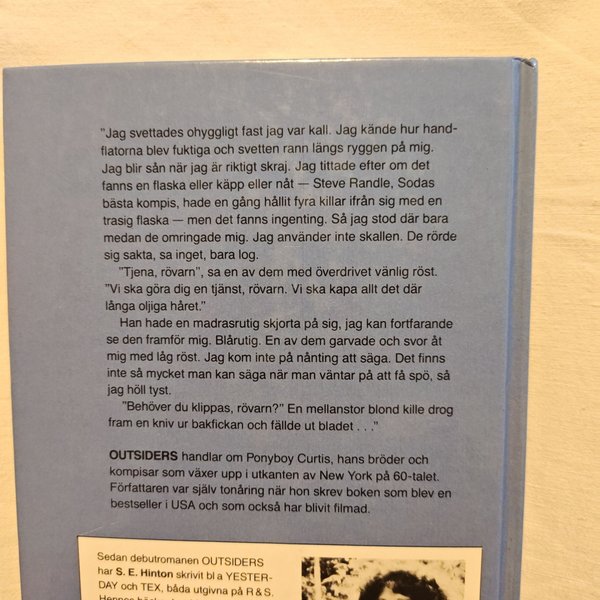 "Jag svettades ohyggligt fast jag var kall. Jag kände hur hand-
flatorna blev fuktiga och svetten rann längs ryggen på mig.
Jag blir sån när jag är riktigt skraj. Jag tittade efter om det
fanns en flaska eller käpp eller nåt — Steve Randle, Sodas
bästa kompis, hade en gång hållit fyra killar ifrån sig med en
trasig flaska — men det fanns ingenting. Så jag stod där bara
medan de omringade mig. Jag använder inte skallen. De rörde
sig sakta, sa inget, bara log.
"Tjena, rövarn", sa en av dem med överdrivet vänlig röst.
"Vi ska göra dig en tjänst, rövarn. Vi ska kapa allt det där
långa oljiga håret."
Han hade en madrasrutig skjorta på sig, jag kan fortfarande
se den framför mig. Blårutig. En av dem garvade och svor åt
mig med låg röst. Jag kom inte på nånting att säga. Det finns
inte så mycket man kan säga när man väntar på att få spö, så
jag höll tyst.
"Behöver du klippas, rövarn?" En mellanstor blond kille drog
fram en kniv ur bakfickan och fällde ut bladet . . ."
OUTSIDERS handlar om Ponyboy Curtis, hans bröder och
kompisar som växer upp i utkanten av New York på 60-talet.
Författaren var själv tonåring när hon skrev boken som blev en
bestseller i USA och som också har blivit filmad.
Sedan debutromanen OUTSIDERS
har S. E. Hinton skrivit bl a YESTER-
DAY och TEX, båda utgivna på R & S.